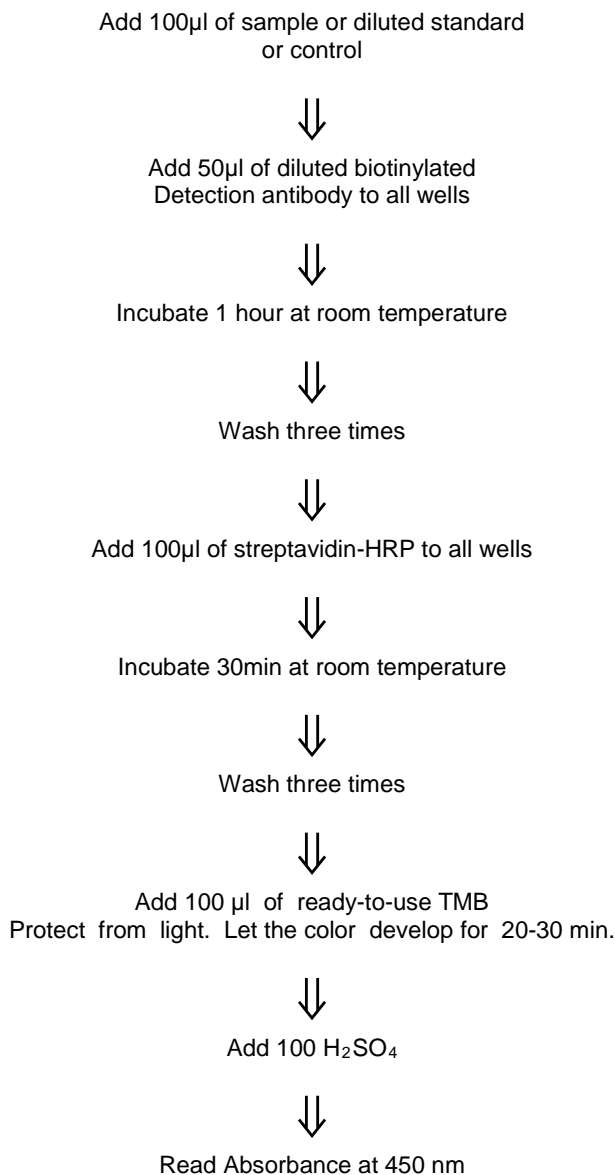 Add 100µl of sample or diluted standard
or control
Add 50µl of diluted biotinylated
Detection antibody to all wells
Incubate 1 hour at room temperature
Wash three times
Add 100µl of streptavidin-HRP to all wells
Incubate 30min at room temperature
Wash three times
Add 100 µl of ready-to-use TMB
Protect from light. Let the color develop for 20-30 min.
Add 100 H₂SO₄
Read Absorbance at 450 nm